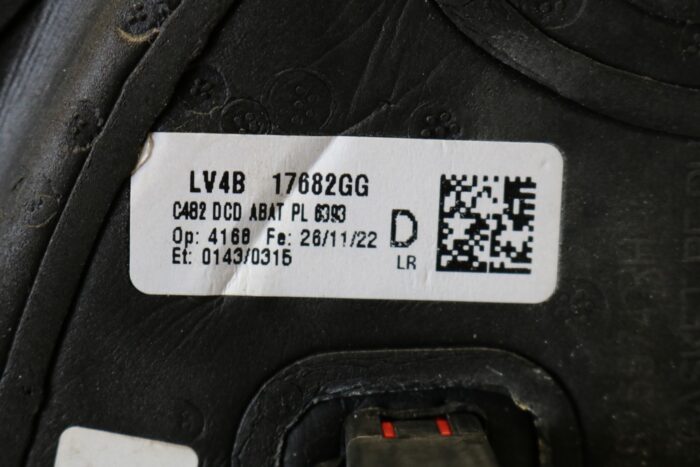 LV4B 17682GG
C482 DCD ABAT PL 6393
Op: 4168 Fe: 26/11/22
Et: 0143/0315
D
LR